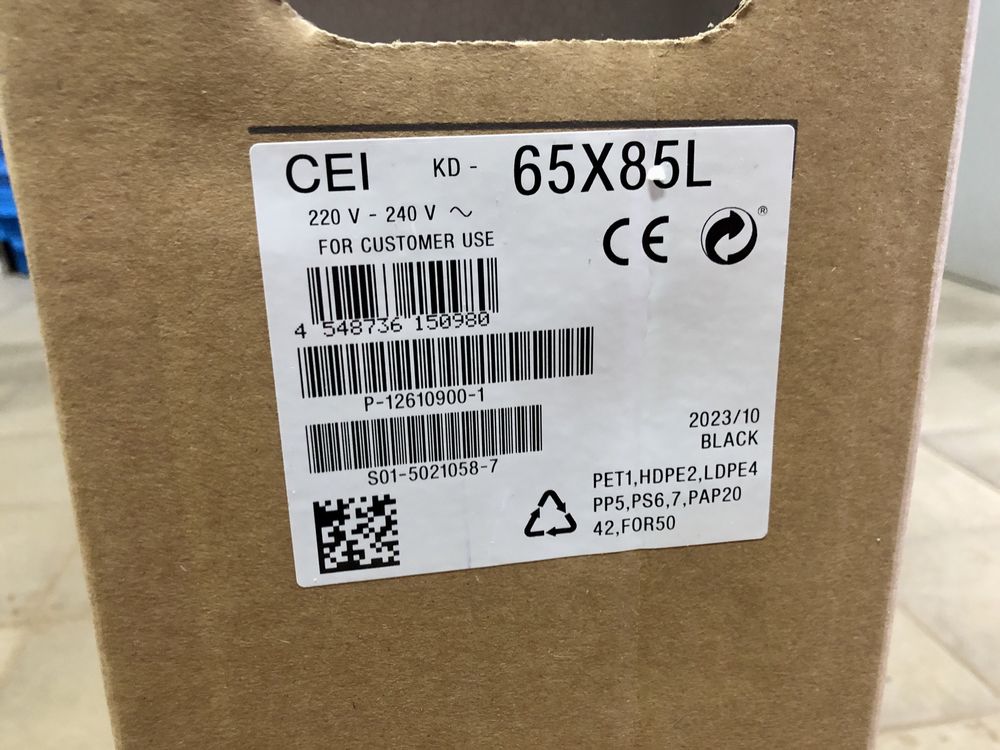 CEI KD - 65X85L
220 V - 240 V ~
FOR CUSTOMER USE
CE ®
4 548736 150980
P-12610900-1
S01-5021058-7
2023/10
BLACK
PET1,HDPE2,LDPE4
PP5,PS6,7,PAP20
42,FOR50